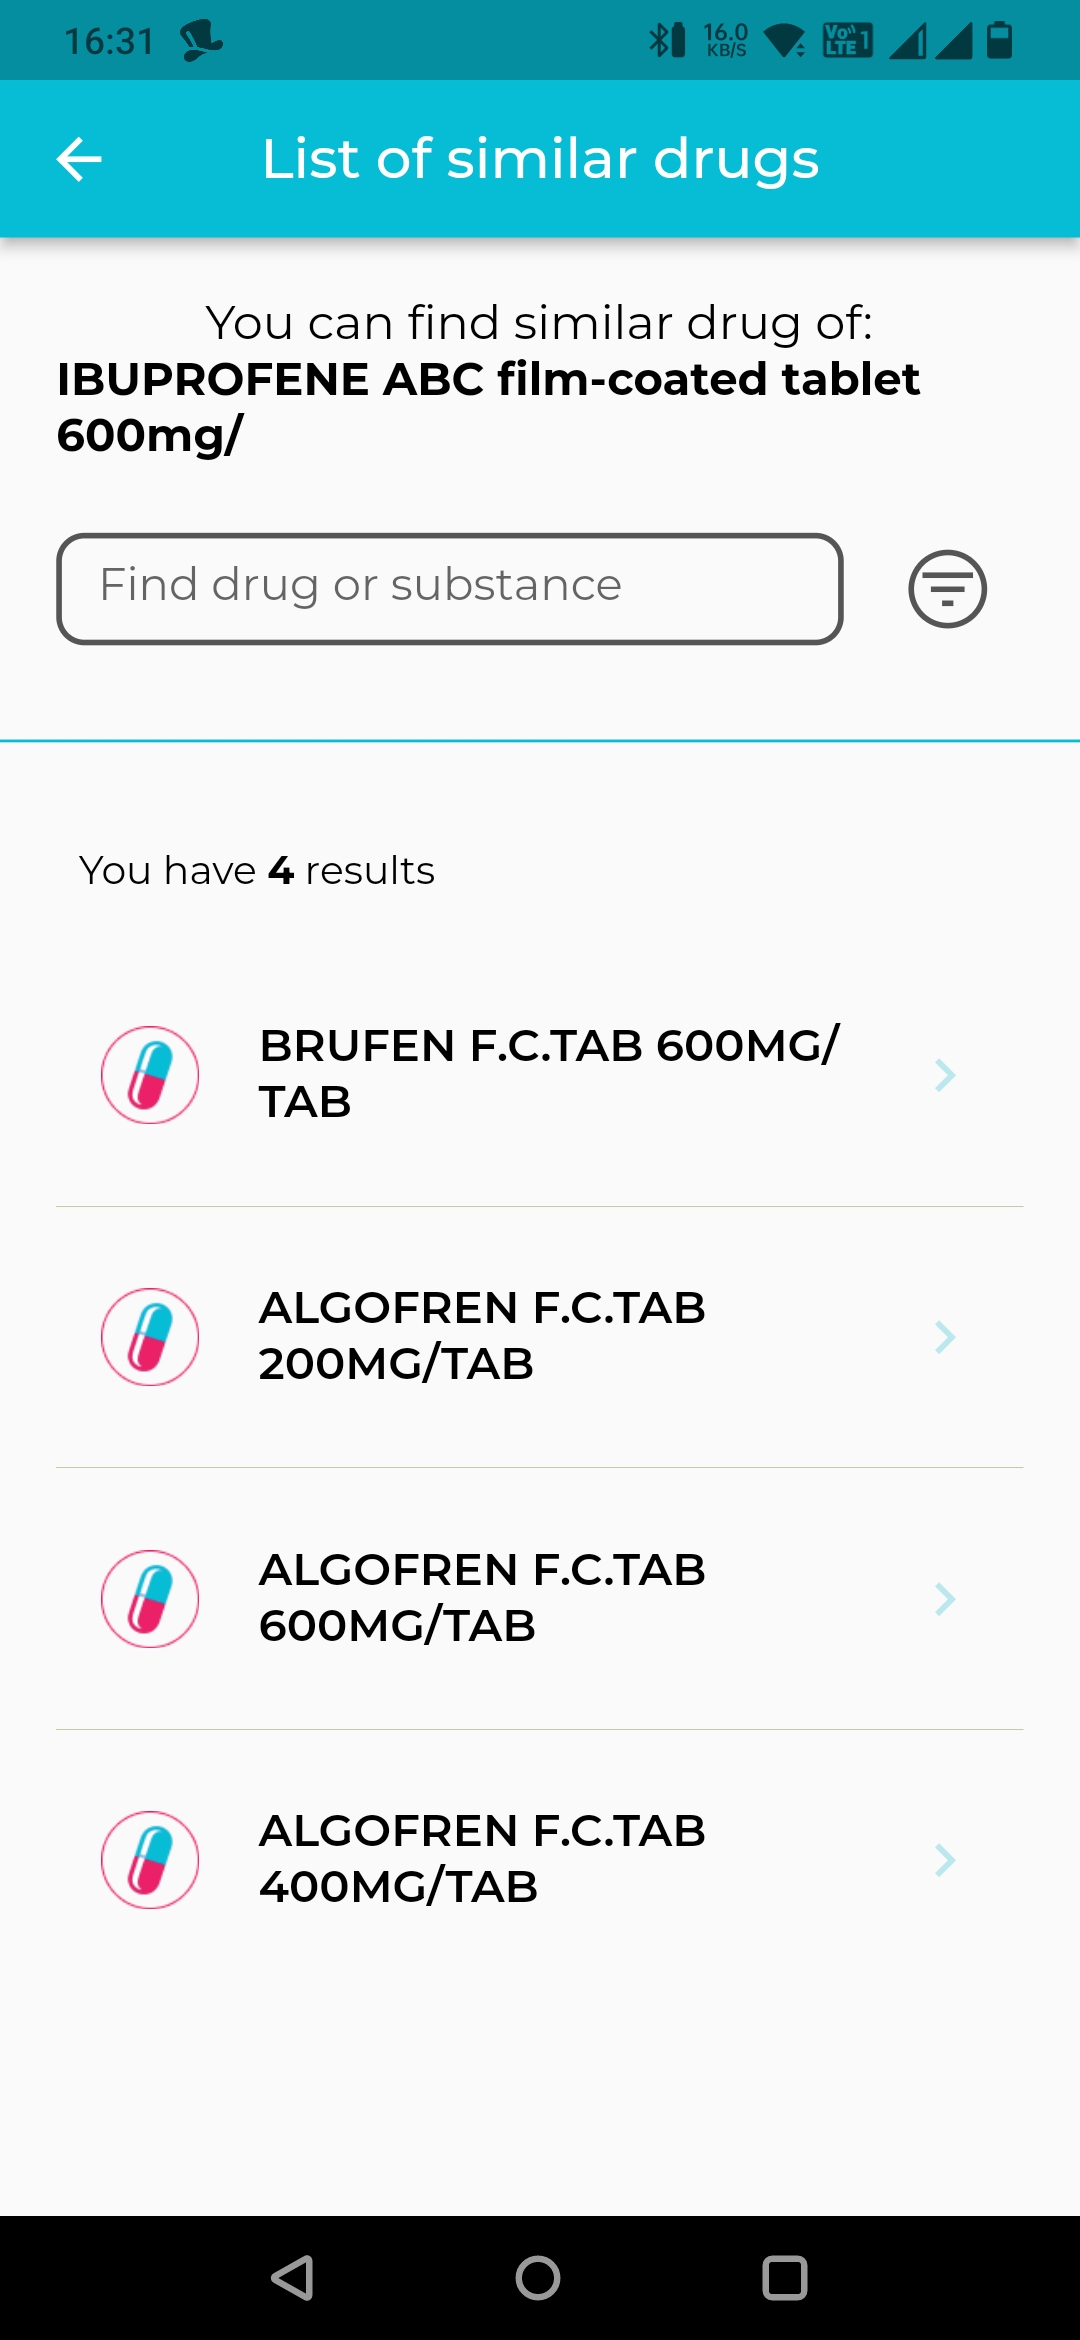 16:31
16.0
KB/S
Vo))
LTE 1
List of similar drugs
You can find similar drug of:
IBUPROFENE ABC film-coated tablet
600mg/
Find drug or substance
You have 4 results
BRUFEN F.C.TAB 600MG/
TAB
ALGOFREN F.C.TAB
200MG/TAB
ALGOFREN F.C.TAB
600MG/TAB
ALGOFREN F.C.TAB
400MG/TAB